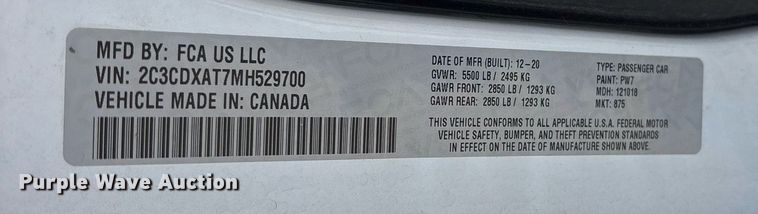 MFD BY: FCA US LLC
VIN: 2C3CDXAT7MH529700
VEHICLE MADE IN: CANADA
DATE OF MFR (BUILT): 12-20
GVWR: 5500 LB / 2495 KG
GAWR FRONT: 2850 LB / 1293 KG
GAWR REAR: 2850 LB / 1293 KG
TYPE: PASSENGER CAR
PAINT: PW7
MDH: 121018
MKT: 875
THIS VEHICLE CONFORMS TO ALL APPLICABLE U.S.A. FEDERAL MOTOR
VEHICLE SAFETY, BUMPER, AND THEFT PREVENTION STANDARDS
IN EFFECT ON THE DATE OF MANUFACTURE SHOWN ABOVE.
Purple Wave Auction